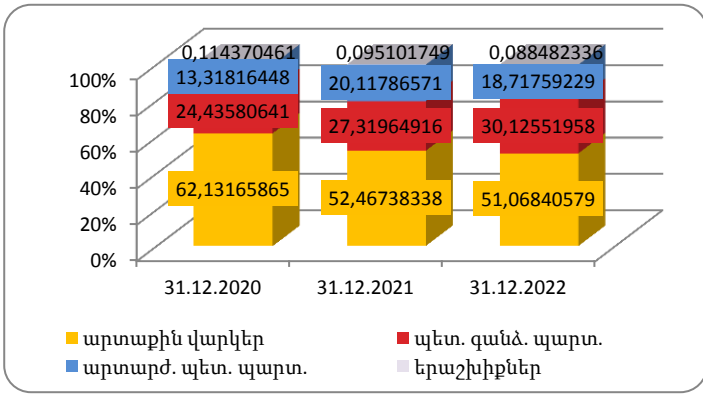 0,114370461 0,095101749 0,088482336
100% 13,31816448 20,11786571 18,71759229
80% 24,43580641 27,31964916 30,12551958
60%
40% 62,13165865 52,46738338 51,06840579
20%
0%
31.12.2020 31.12.2021 31.12.2022
արտաքին վարկեր պետ. գանձ. պարտ.
արտարժ. պետ. պարտ. երաշխիքներ